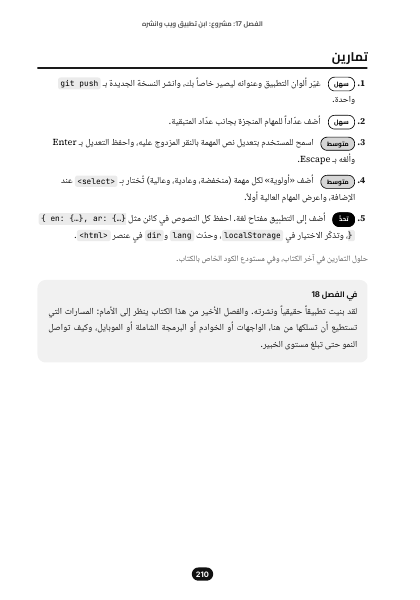 الفصل 17: مشروع: ابنِ تطبيق ويب وانشره
تمارين
1. سهل غيّر ألوان التطبيق وعنوانه ليصير خاصاً بك، وانشر النسخة الجديدة بـ git push
واحدة.
2. سهل أضف عدّاداً للمهام المنجزة بجانب عدّاد المتبقية.
3. متوسط اسمح للمستخدم بتعديل نص المهمة بالنقر المزدوج عليه، واحفظ التعديل بـ Enter
وألغه بـ Escape.
4. متوسط أضف «أولوية» لكل مهمة (منخفضة، وعادية، وعالية) تُختار بـ <select> عند
الإضافة، واعرض المهام العالية أولاً.
5. تحدٍّ أضف إلى التطبيق مفتاح لغة. احفظ كل النصوص في كائن مثل { en: {…}, ar: {…}
}، وتذكّر الاختيار في localStorage، وحدّث lang و dir في عنصر <html>.
حلول التمارين في آخر الكتاب، وفي مستودع الكود الخاص بالكتاب.
في الفصل 18
لقد بنيت تطبيقاً حقيقياً ونشرته. والفصل الأخير من هذا الكتاب ينظر إلى الأمام: المسارات التي
تستطيع أن تسلكها من هنا، الواجهات أو الخوادم أو البرمجة الشاملة أو الموبايل، وكيف تواصل
النمو حتى تبلغ مستوى الخبير.
210